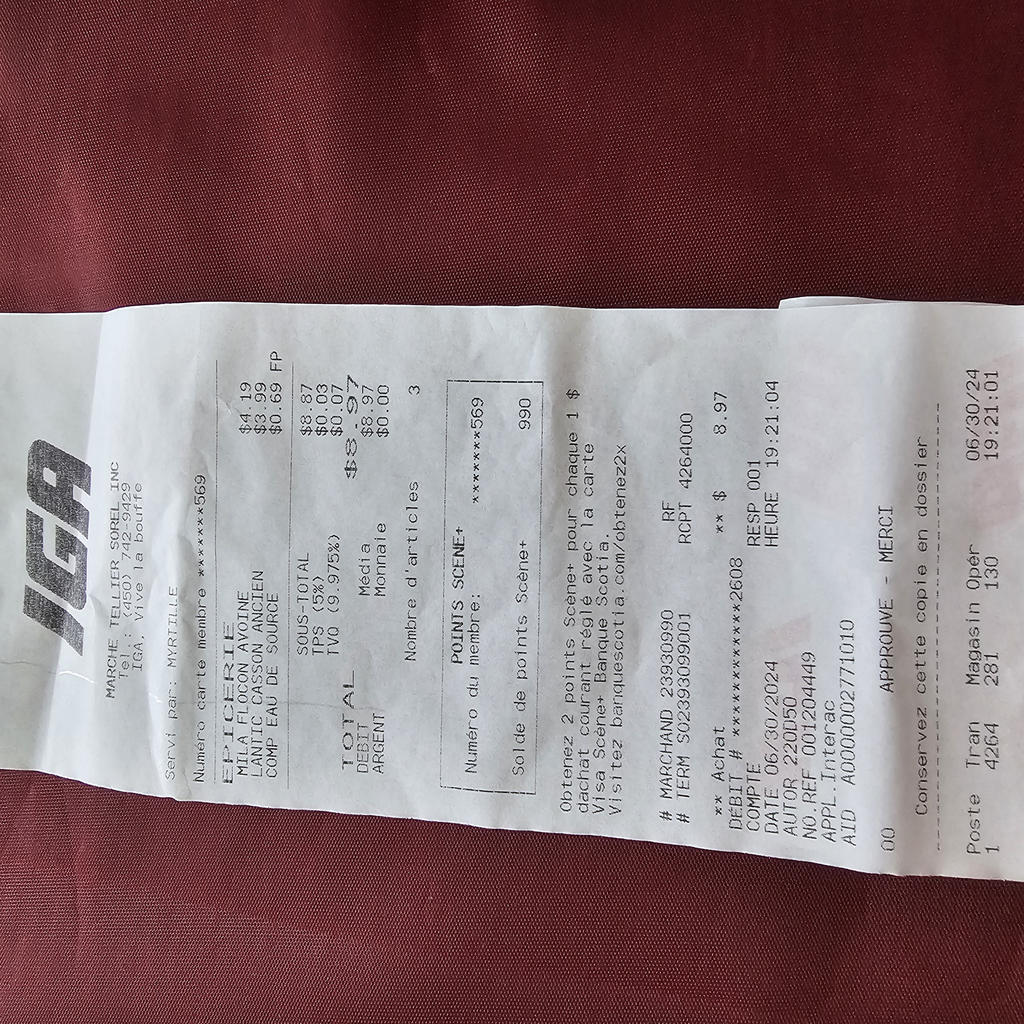 IGA
MARCHE TELLIER SOREL INC
Tel.: (450) 742-9429
IGA, Vive la bouffe
Servi par: MYRTILLE
Numéro carte membre ********569
EPICERIE
MILA FLOCON AVOINE $4.19
LANTIC CASSON ANCIEN $3.99
COMP EAU DE SOURCE $0.69 FP
SOUS-TOTAL $8.87
TPS (5%) $0.03
TVQ (9.975%) $0.07
TOTAL $8.97
DEBIT Média $8.97
ARGENT Monnaie $0.00
Nombre d'articles 3
POINTS SCENE+
Numéro du membre: ********569
Solde de points Scène+ 990
Obtenez 2 points Scène+ pour chaque 1 $
dachat courant réglé avec la carte
Visa Scène+ Banque Scotia.
Visitez banquescotia.com/obtenez2x
# MARCHAND 23930990 RF
# TERM S02393099001 RCPT 4264000
** Achat ** $ 8.97
DÉBIT # ************2608
COMPTE RESP 001
DATE 06/30/2024 HEURE 19:21:04
AUTOR 220D50
NO.REF 001204449
APPL.Interac
AID A0000002771010
00 APPROUVE - MERCI
Conservez cette copie en dossier
Poste Tran Magasin Opér 06/30/24
1 4264 281 130 19:21:01